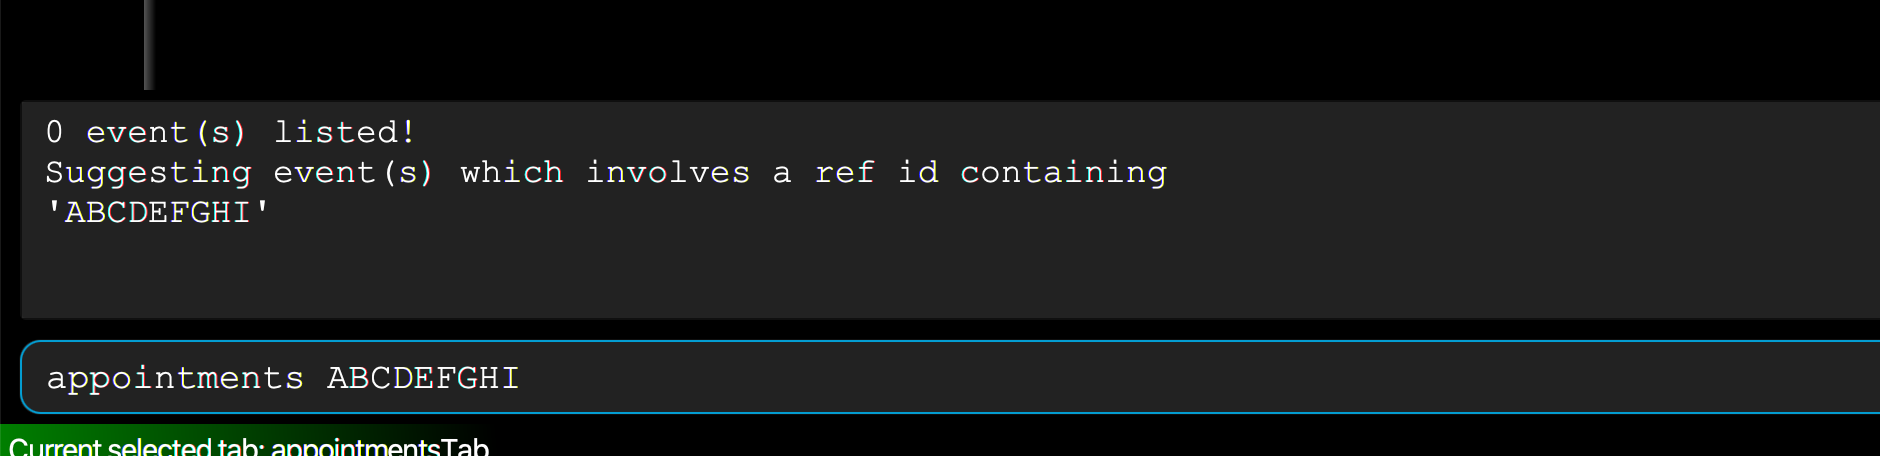 0 event(s) listed!
Suggesting event(s) which involves a ref id containing
'ABCDEFGHI'
appointments ABCDEFGHI
Current selected tab: appointmentsTab